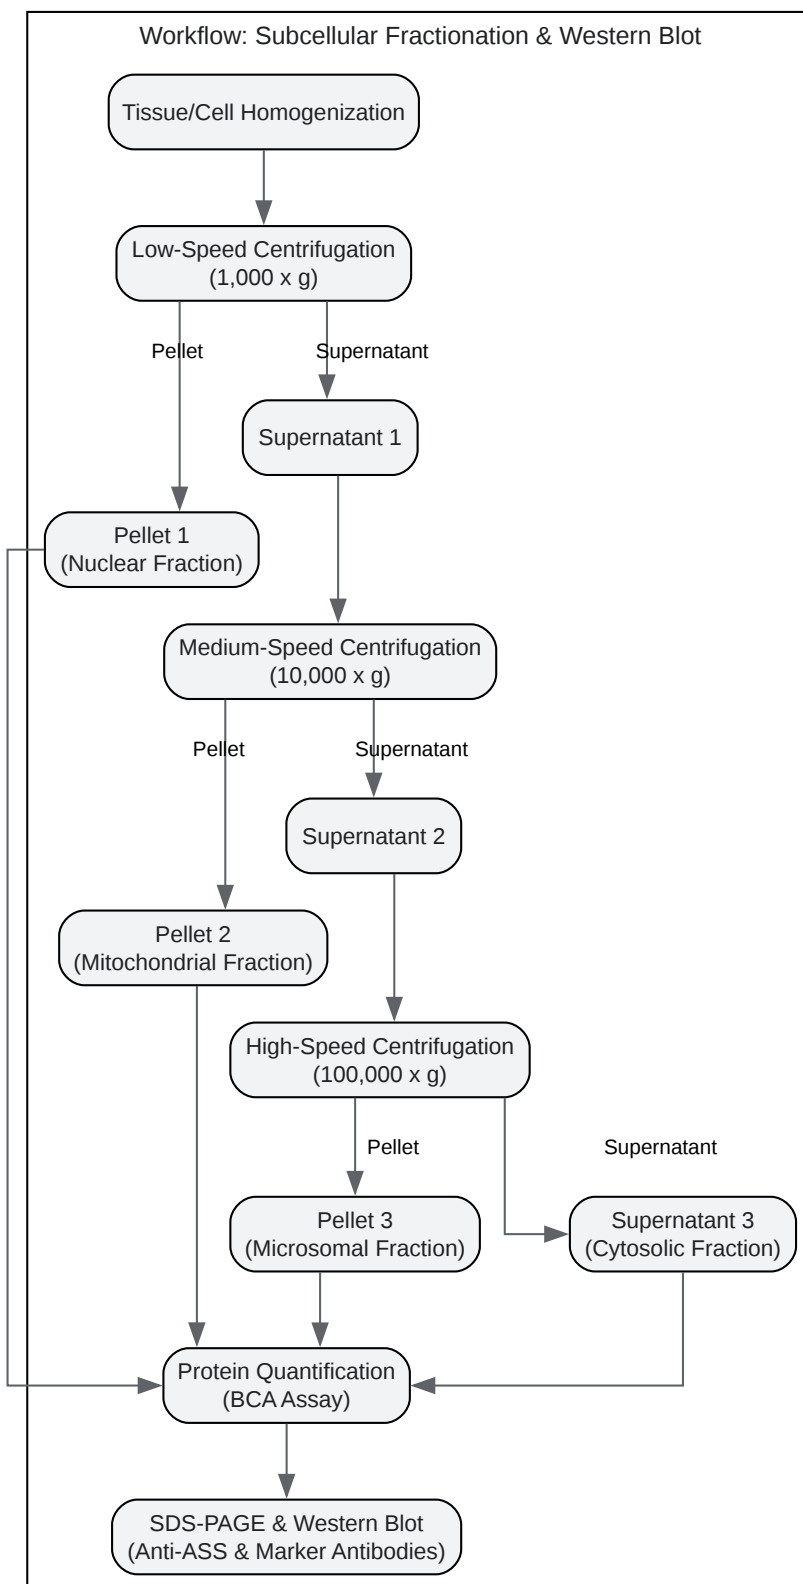 Workflow: Subcellular Fractionation & Western Blot
Tissue/Cell Homogenization
Low-Speed Centrifugation
(1,000 x g)
Pellet
Supernatant
Supernatant 1
Pellet 1
(Nuclear Fraction)
Medium-Speed Centrifugation
(10,000 x g)
Pellet
Supernatant
Supernatant 2
Pellet 2
(Mitochondrial Fraction)
High-Speed Centrifugation
(100,000 x g)
Pellet
Supernatant
Pellet 3
(Microsomal Fraction)
Supernatant 3
(Cytosolic Fraction)
Protein Quantification
(BCA Assay)
SDS-PAGE & Western Blot
(Anti-ASS & Marker Antibodies)